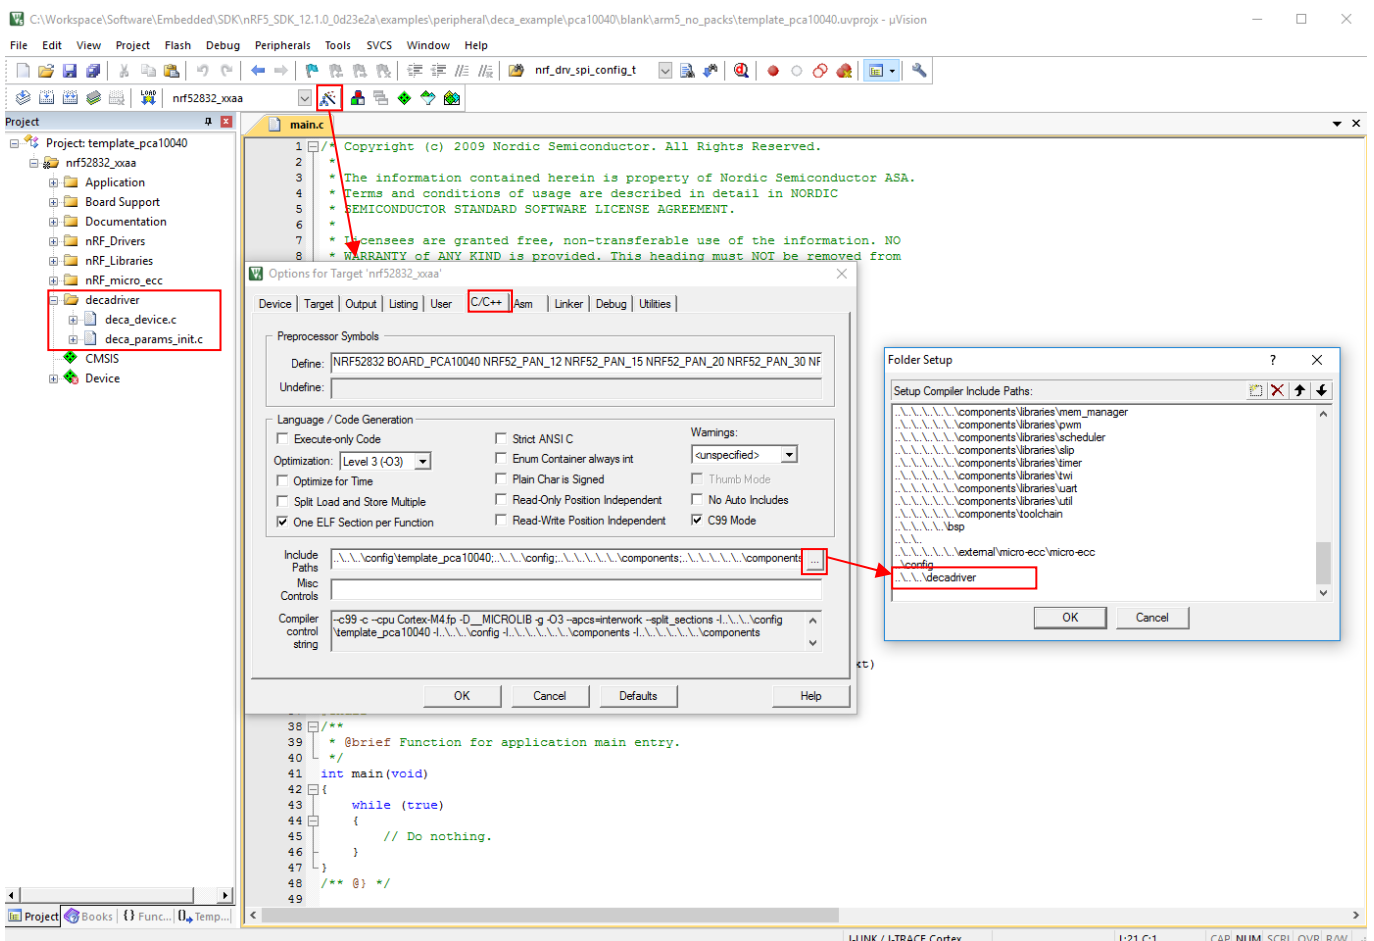 C:\Workspace\Software\Embedded\SDK\nRF5_SDK_12.1.0_0d23e2a\examples\peripheral\deca_example\pca10040\blank\arm5_no_packs\template_pca10040.uvprojx - µVision
File Edit View Project Flash Debug Peripherals Tools SVCS Window Help
nrf_drv_spi_config_t
LOAD nrf52832_xxaa
Project
main.c
Project: template_pca10040
nrf52832_xxaa
Application
Board Support
Documentation
nRF_Drivers
nRF_Libraries
nRF_micro_ecc
decadriver
deca_device.c
deca_params_init.c
CMSIS
Device
1 /* Copyright (c) 2009 Nordic Semiconductor. All Rights Reserved.
2 *
3 * The information contained herein is property of Nordic Semiconductor ASA.
4 * Terms and conditions of usage are described in detail in NORDIC
5 * SEMICONDUCTOR STANDARD SOFTWARE LICENSE AGREEMENT.
6 *
7 * Licensees are granted free, non-transferable use of the information. NO
8 * WARRANTY of ANY KIND is provided. This heading must NOT be removed from
Options for Target 'nrf52832_xxaa'
Device Target Output Listing User C/C++ Asm Linker Debug Utilities
Preprocessor Symbols
Define: NRF52832 BOARD_PCA10040 NRF52_PAN_12 NRF52_PAN_15 NRF52_PAN_20 NRF52_PAN_30 NF
Undefine:
Language / Code Generation
Execute-only Code
Optimization: Level 3 (-O3)
Optimize for Time
Split Load and Store Multiple
One ELF Section per Function
Strict ANSI C
Enum Container always int
Plain Char is Signed
Read-Only Position Independent
Read-Write Position Independent
Warnings:
<unspecified>
Thumb Mode
No Auto Includes
C99 Mode
Include Paths ..\..\..\config\template_pca10040;..\..\..\config;..\..\..\..\..\..\components;..\..\..\..\..\..\components ...
Misc Controls
Compiler control string --c99 -c --cpu Cortex-M4.fp -D__MICROLIB -g -O3 --apcs=interwork --split_sections -I..\..\..\config
\template_pca10040 -I..\..\..\config -I..\..\..\..\..\..\components -I..\..\..\..\..\..\components
OK Cancel Defaults Help
Folder Setup ?
Setup Compiler Include Paths:
..\..\..\..\..\..\components\libraries\mem_manager
..\..\..\..\..\..\components\libraries\pwm
..\..\..\..\..\..\components\libraries\scheduler
..\..\..\..\..\..\components\libraries\slip
..\..\..\..\..\..\components\libraries\timer
..\..\..\..\..\..\components\libraries\twi
..\..\..\..\..\..\components\libraries\uart
..\..\..\..\..\..\components\libraries\util
..\..\..\..\..\..\components\toolchain
..\..\..\..\..\bsp
..\..\..
..\..\..\..\..\..\external\micro-ecc\micro-ecc
..\config
..\..\..\decadriver
OK Cancel
xt)
38 /**
39 * @brief Function for application main entry.
40 */
41 int main(void)
42 {
43 while (true)
44 {
45 // Do nothing.
46 }
47 }
48 /** @} */
49
Project Books {} Func... Temp...
J-LINK / J-TRACE Cortex L:21 C:1 CAP NUM SCRL OVR R/W